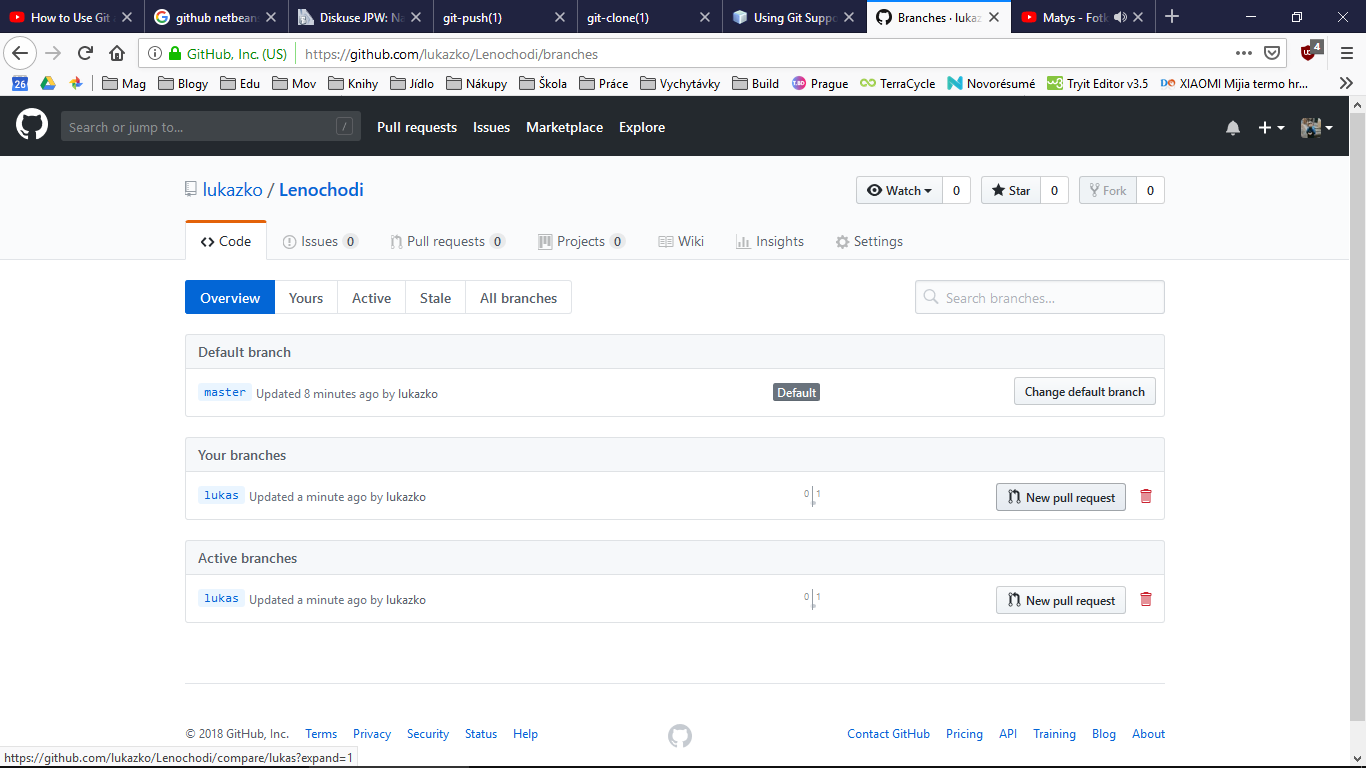 How to Use Git a
github netbean
Diskuse JPW: Na
git-push(1)
git-clone(1)
Using Git Suppo
Branches · lukaz
Matys - Fotk
GitHub, Inc. (US)
https://github.com/lukazko/Lenochodi/branches
4
26
Mag
Blogy
Edu
Mov
Knihy
Jídlo
Nákupy
Škola
Práce
Vychytávky
Build
Prague
TerraCycle
Novorésumé
Tryit Editor v3.5
XIAOMI Mijia termo hr...
Search or jump to...
/
Pull requests
Issues
Marketplace
Explore
lukazko / Lenochodi
Watch
0
Star
0
Fork
0
Code
Issues 0
Pull requests 0
Projects 0
Wiki
Insights
Settings
Overview
Yours
Active
Stale
All branches
Search branches...
Default branch
master Updated 8 minutes ago by lukazko
Default
Change default branch
Your branches
lukas Updated a minute ago by lukazko
0 1
New pull request
Active branches
lukas Updated a minute ago by lukazko
0 1
New pull request
© 2018 GitHub, Inc.
Terms
Privacy
Security
Status
Help
Contact GitHub
Pricing
API
Training
Blog
About
https://github.com/lukazko/Lenochodi/compare/lukas?expand=1